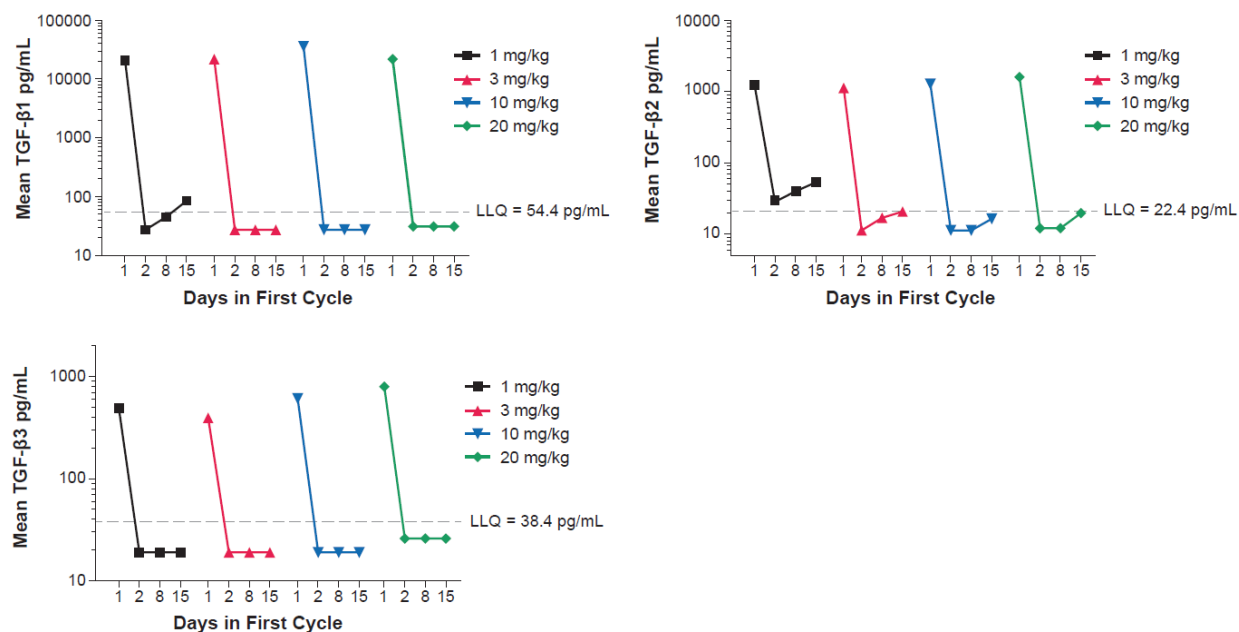 Mean TGF-β1 pg/mL
100000
10000
1000
100
10
1 mg/kg
3 mg/kg
10 mg/kg
20 mg/kg
LLQ = 54.4 pg/mL
1 2 8 15 1 2 8 15 1 2 8 15 1 2 8 15
Days in First Cycle
Mean TGF-β2 pg/mL
10000
1000
100
10
1 mg/kg
3 mg/kg
10 mg/kg
20 mg/kg
LLQ = 22.4 pg/mL
1 2 8 15 1 2 8 15 1 2 8 15 1 2 8 15
Days in First Cycle
Mean TGF-β3 pg/mL
1000
100
10
1 mg/kg
3 mg/kg
10 mg/kg
20 mg/kg
LLQ = 38.4 pg/mL
1 2 8 15 1 2 8 15 1 2 8 15 1 2 8 15
Days in First Cycle